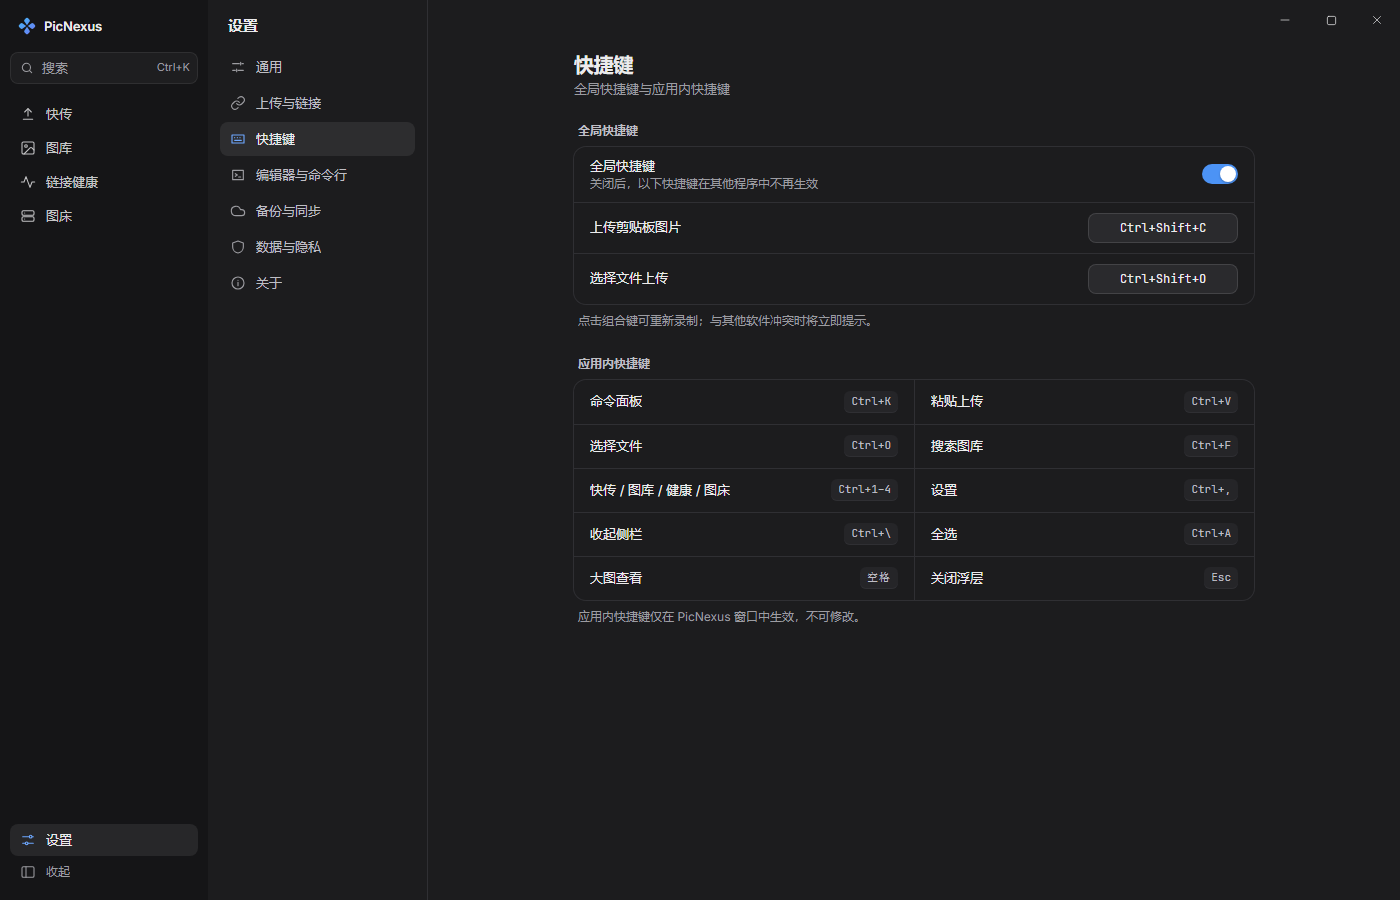 PicNexus
搜索 Ctrl+K
快传
图库
链接健康
图床
设置
收起
设置
通用
上传与链接
快捷键
编辑器与命令行
备份与同步
数据与隐私
关于
快捷键
全局快捷键与应用内快捷键
全局快捷键
全局快捷键
关闭后，以下快捷键在其他程序中不再生效
上传剪贴板图片 Ctrl+Shift+C
选择文件上传 Ctrl+Shift+O
点击组合键可重新录制；与其他软件冲突时将立即提示。
应用内快捷键
命令面板 Ctrl+K 粘贴上传 Ctrl+V
选择文件 Ctrl+O 搜索图库 Ctrl+F
快传 / 图库 / 健康 / 图床 Ctrl+1-4 设置 Ctrl+,
收起侧栏 Ctrl+\ 全选 Ctrl+A
大图查看 空格 关闭浮层 Esc
应用内快捷键仅在 PicNexus 窗口中生效，不可修改。